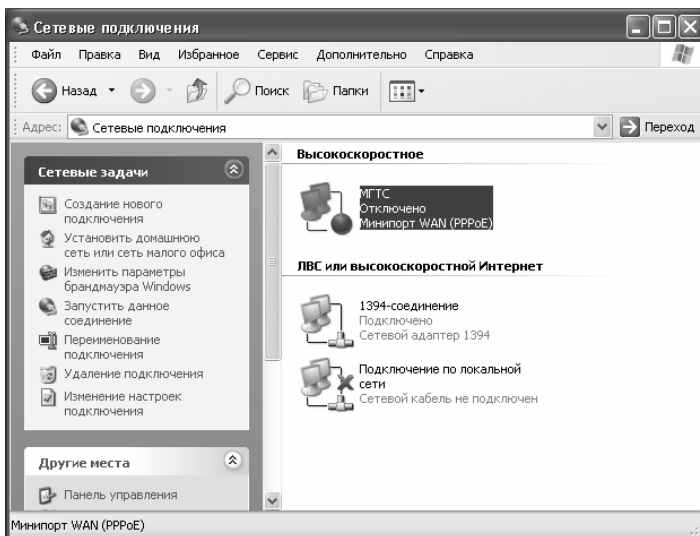 Сетевые подключения
Файл Правка Вид Избранное Сервис Дополнительно Справка
Назад Поиск Папки
Адрес: Сетевые подключения Переход
Сетевые задачи
Создание нового
подключения
Установить домашнюю
сеть или сеть малого офиса
Изменить параметры
брандмауэра Windows
Запустить данное
соединение
Переименование
подключения
Удаление подключения
Изменение настроек
подключения
Другие места
Панель управления
Высокоскоростное
МГТС
Отключено
Минипорт WAN (PPPoE)
ЛВС или высокоскоростной Интернет
1394-соединение
Подключено
Сетевой адаптер 1394
Подключение по локальной
сети
Сетевой кабель не подключен
Минипорт WAN (PPPoE)